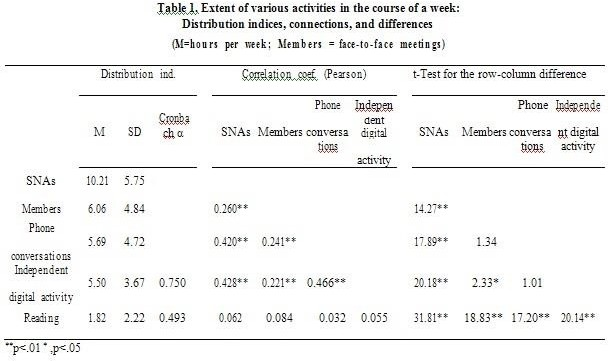 Table 1. Extent of various activities in the course of a week:
Distribution indices, connections, and differences
(M=hours per week; Members = face-to-face meetings)
Distribution ind. Correlation coef. (Pearson) t-Test for the row-column difference
M SD Cronbach α SNAs Members Phone conversations Independent digital activity SNAs Members Phone conversations Independent digital activity
SNAs 10.21 5.75
Members 6.06 4.84 0.260** 14.27**
Phone conversations 5.69 4.72 0.420** 0.241** 17.89** 1.34
Independent digital activity 5.50 3.67 0.750 0.428** 0.221** 0.466** 20.18** 2.33* 1.01
Reading 1.82 2.22 0.493 0.062 0.084 0.032 0.055 31.81** 18.83** 17.20** 20.14**
**p<.01 * ,p<.05